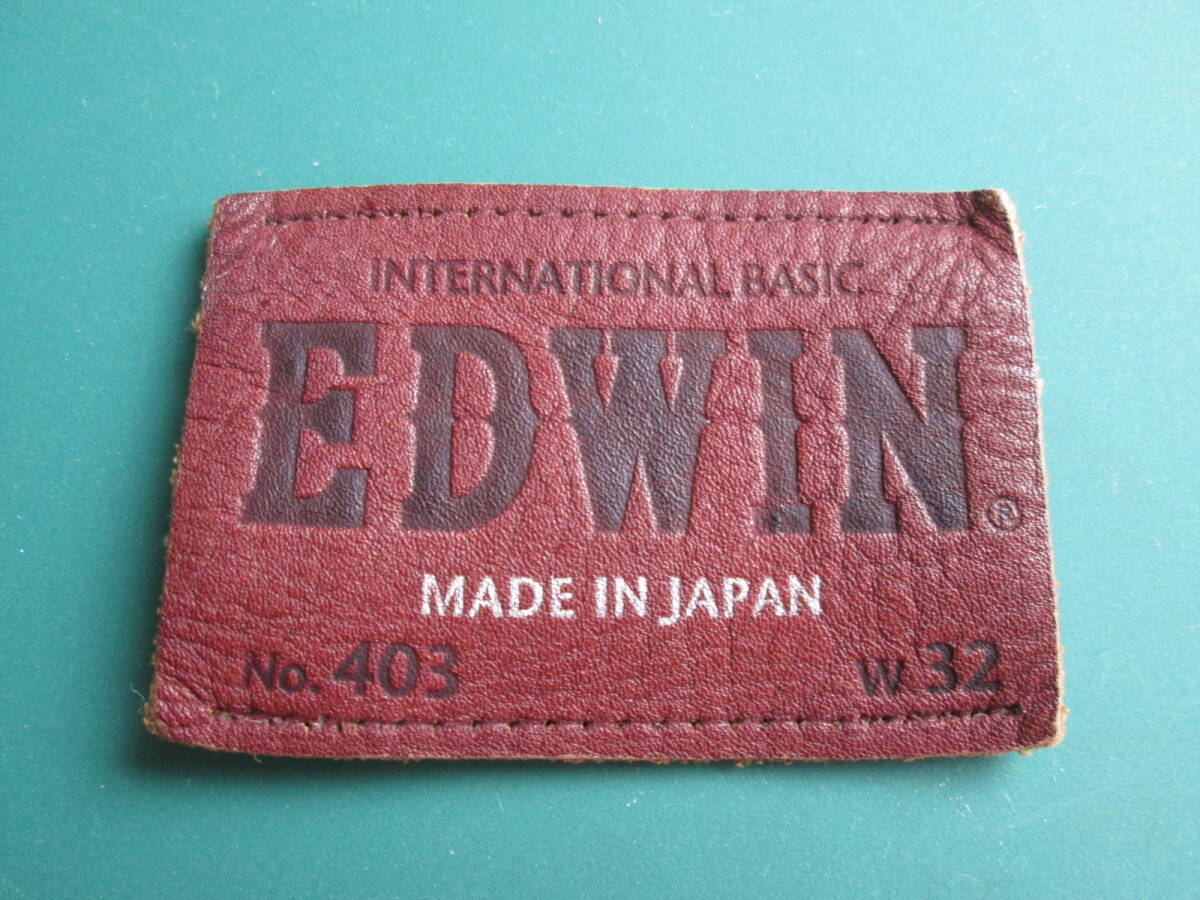 INTERNATIONAL BASIC
EDWIN®
MADE IN JAPAN
No. 403 W 32